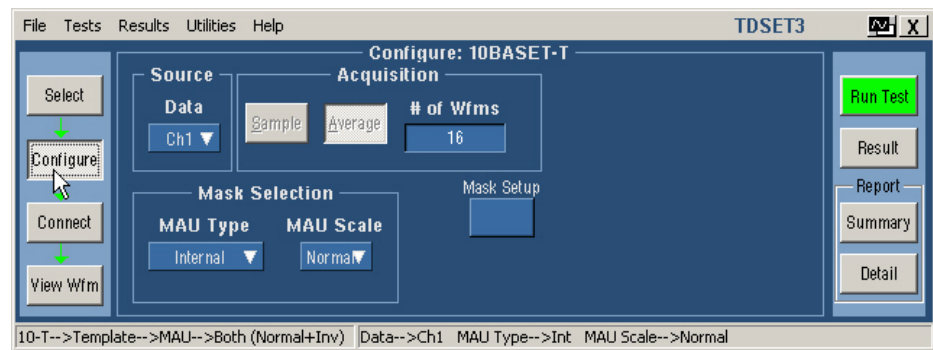 File Tests Results Utilities Help TDSET3 X
Configure: 10BASET-T
Source
Data
Ch1
Acquisition
Sample Average
# of Wfms
16
Mask Selection
MAU Type MAU Scale
Internal Normal
Mask Setup
Select
Configure
Connect
View Wfm
Run Test
Result
Report
Summary
Detail
10-T-->Template-->MAU-->Both (Normal+Inv) Data-->Ch1 MAU Type-->Int MAU Scale-->Normal